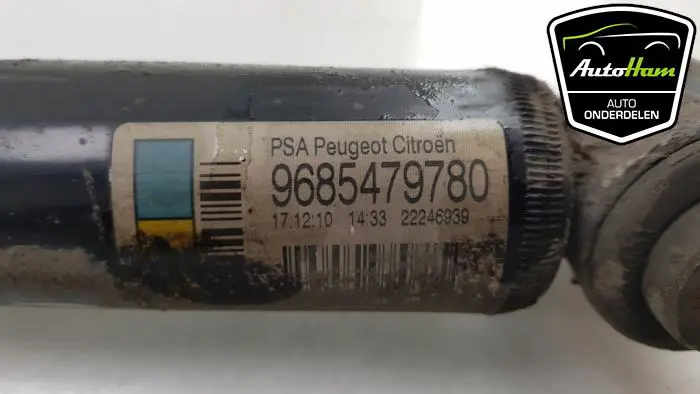 PSA Peugeot Citroën
9685479780
17.12.10 14:33 22246939
AutoHam
AUTO
ONDERDELEN